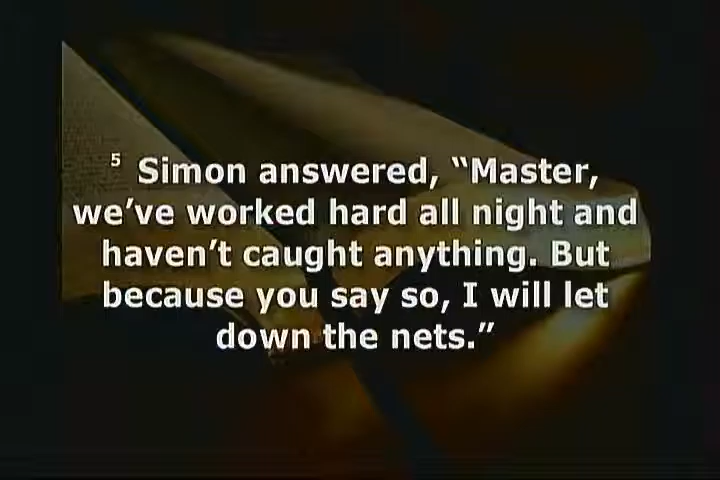 5 Simon answered, “Master,
we’ve worked hard all night and
haven’t caught anything. But
because you say so, I will let
down the nets.”